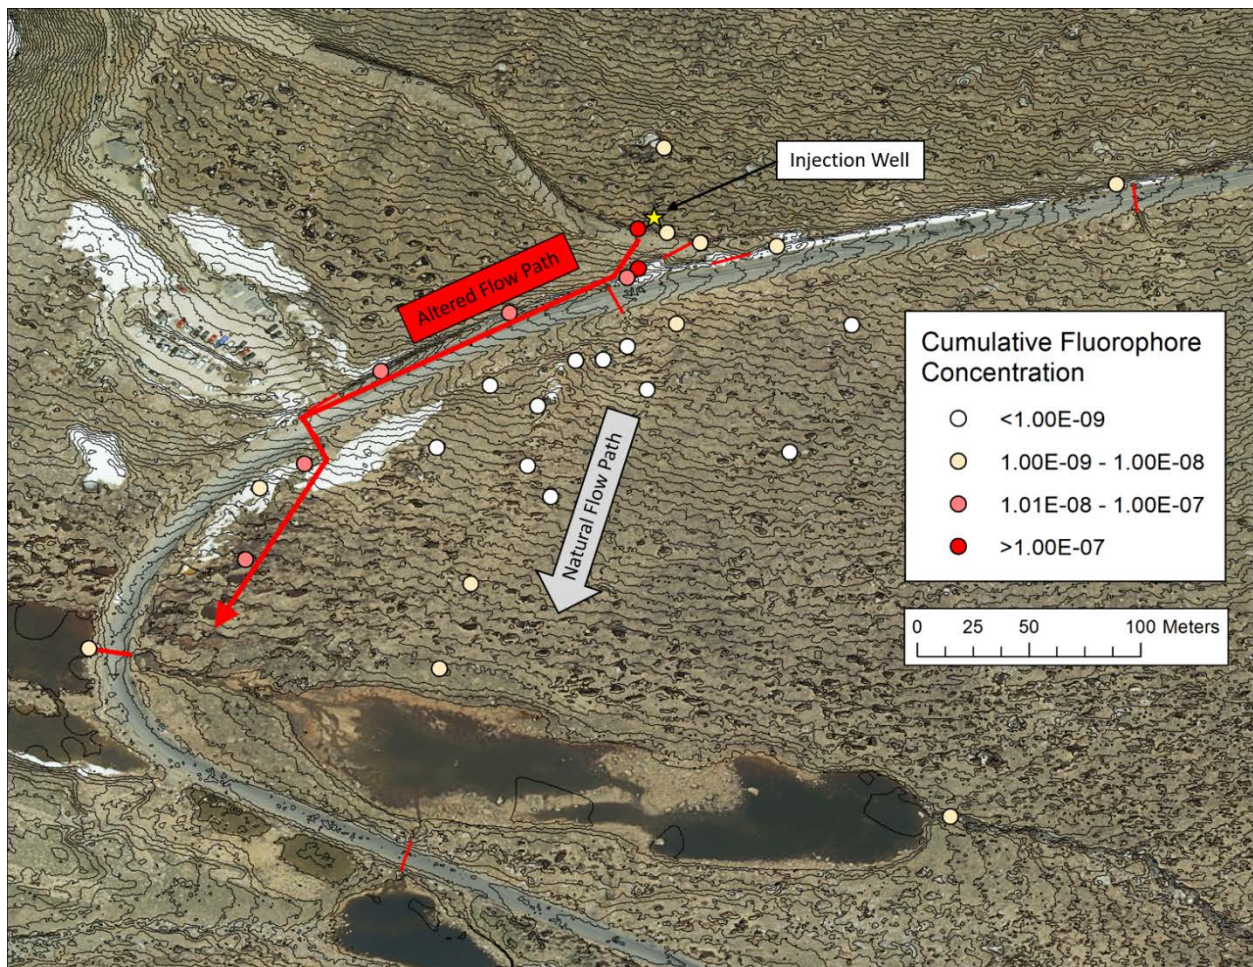 Injection Well
Altered Flow Path
Natural Flow Path
Cumulative Fluorophore
Concentration
<1.00E-09
1.00E-09 - 1.00E-08
1.01E-08 - 1.00E-07
>1.00E-07
0 25 50 100 Meters